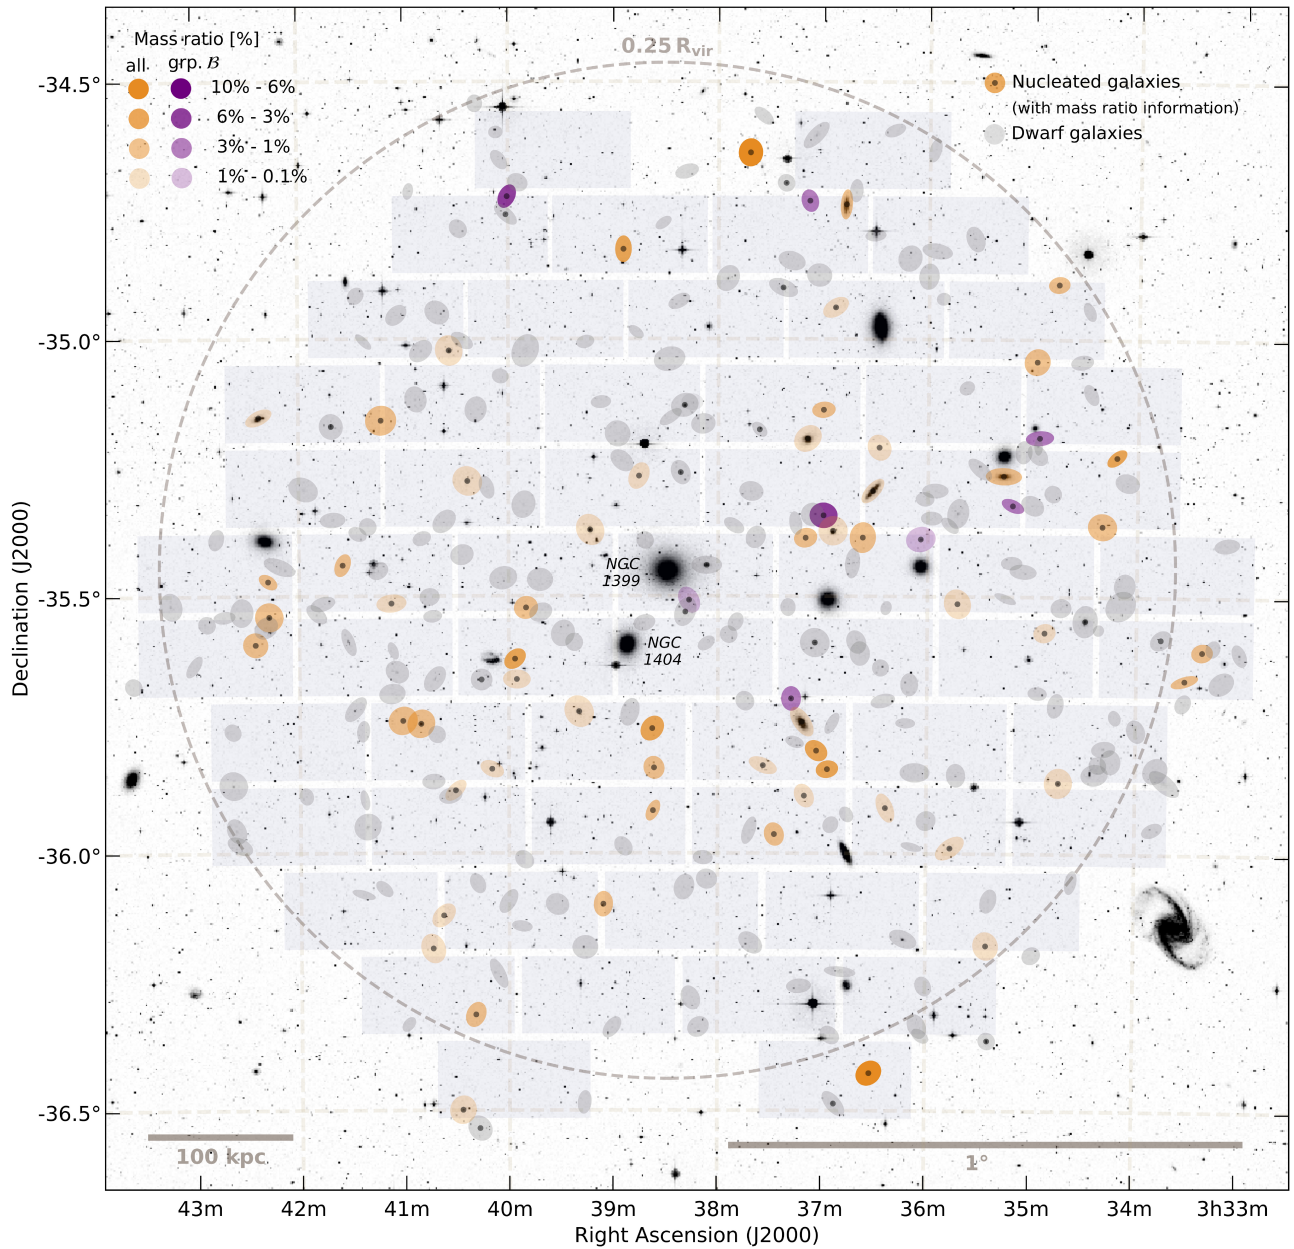 Mass ratio [%]
all grp. ℬ
10% - 6%
6% - 3%
3% - 1%
1% - 0.1%
0.25 Rvir
Nucleated galaxies
(with mass ratio information)
Dwarf galaxies
-34.5°
-35.0°
-35.5°
-36.0°
-36.5°
Declination (J2000)
NGC
1399
NGC
1404
100 kpc
1°
43m 42m 41m 40m 39m 38m 37m 36m 35m 34m 3h33m
Right Ascension (J2000)